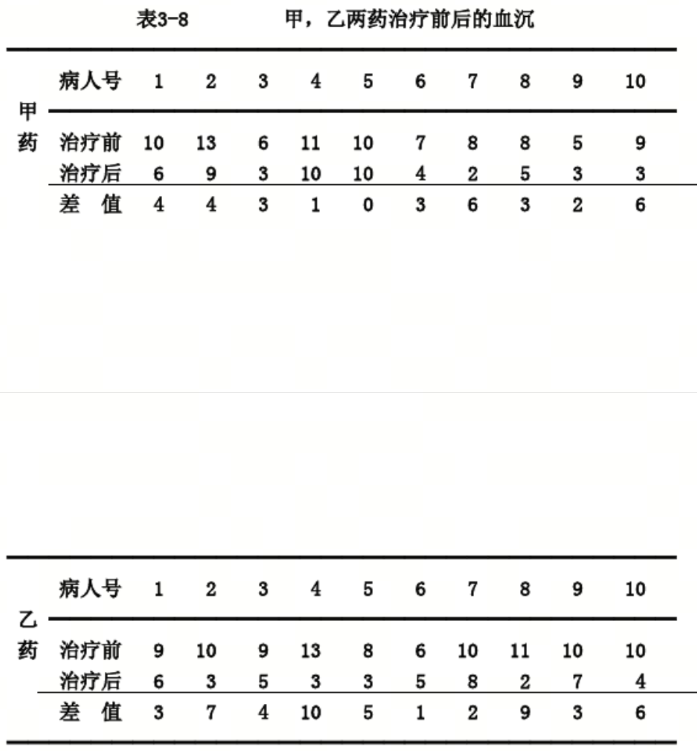 表3-8 甲，乙两药治疗前后的血沉
病人号 1 2 3 4 5 6 7 8 9 10
甲
药 治疗前 10 13 6 11 10 7 8 8 5 9
治疗后 6 9 3 10 10 4 2 5 3 3
差 值 4 4 3 1 0 3 6 3 2 6
病人号 1 2 3 4 5 6 7 8 9 10
乙
药 治疗前 9 10 9 13 8 6 10 11 10 10
治疗后 6 3 5 3 3 5 8 2 7 4
差 值 3 7 4 10 5 1 2 9 3 6